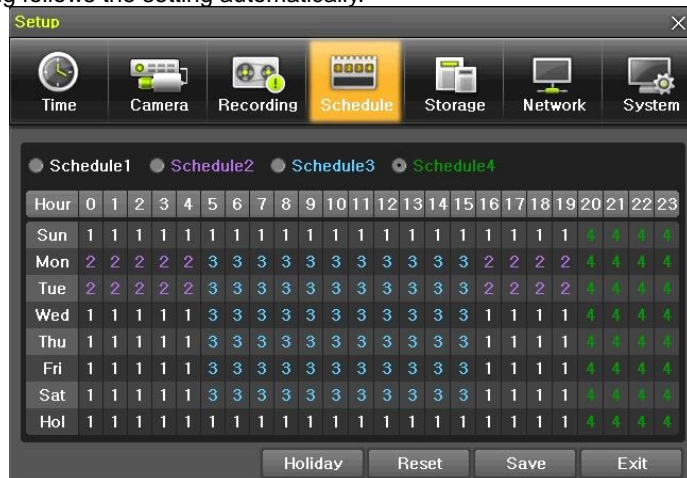 g follows the setting automatically.
Setup
Time Camera Recording Schedule Storage Network System
Schedule1 Schedule2 Schedule3 Schedule4
Hour 0 1 2 3 4 5 6 7 8 9 10 11 12 13 14 15 16 17 18 19 20 21 22 23
Sun 1 1 1 1 1 1 1 1 1 1 1 1 1 1 1 1 1 1 1 1 4 4 4 4
Mon 2 2 2 2 2 3 3 3 3 3 3 3 3 3 3 3 2 2 2 2 4 4 4 4
Tue 2 2 2 2 2 3 3 3 3 3 3 3 3 3 3 3 2 2 2 2 4 4 4 4
Wed 1 1 1 1 1 3 3 3 3 3 3 3 3 3 3 3 1 1 1 1 4 4 4 4
Thu 1 1 1 1 1 3 3 3 3 3 3 3 3 3 3 3 1 1 1 1 4 4 4 4
Fri 1 1 1 1 1 3 3 3 3 3 3 3 3 3 3 3 1 1 1 1 4 4 4 4
Sat 1 1 1 1 1 3 3 3 3 3 3 3 3 3 3 3 1 1 1 1 4 4 4 4
Hol 1 1 1 1 1 1 1 1 1 1 1 1 1 1 1 1 1 1 1 1 4 4 4 4
Holiday Reset Save Exit